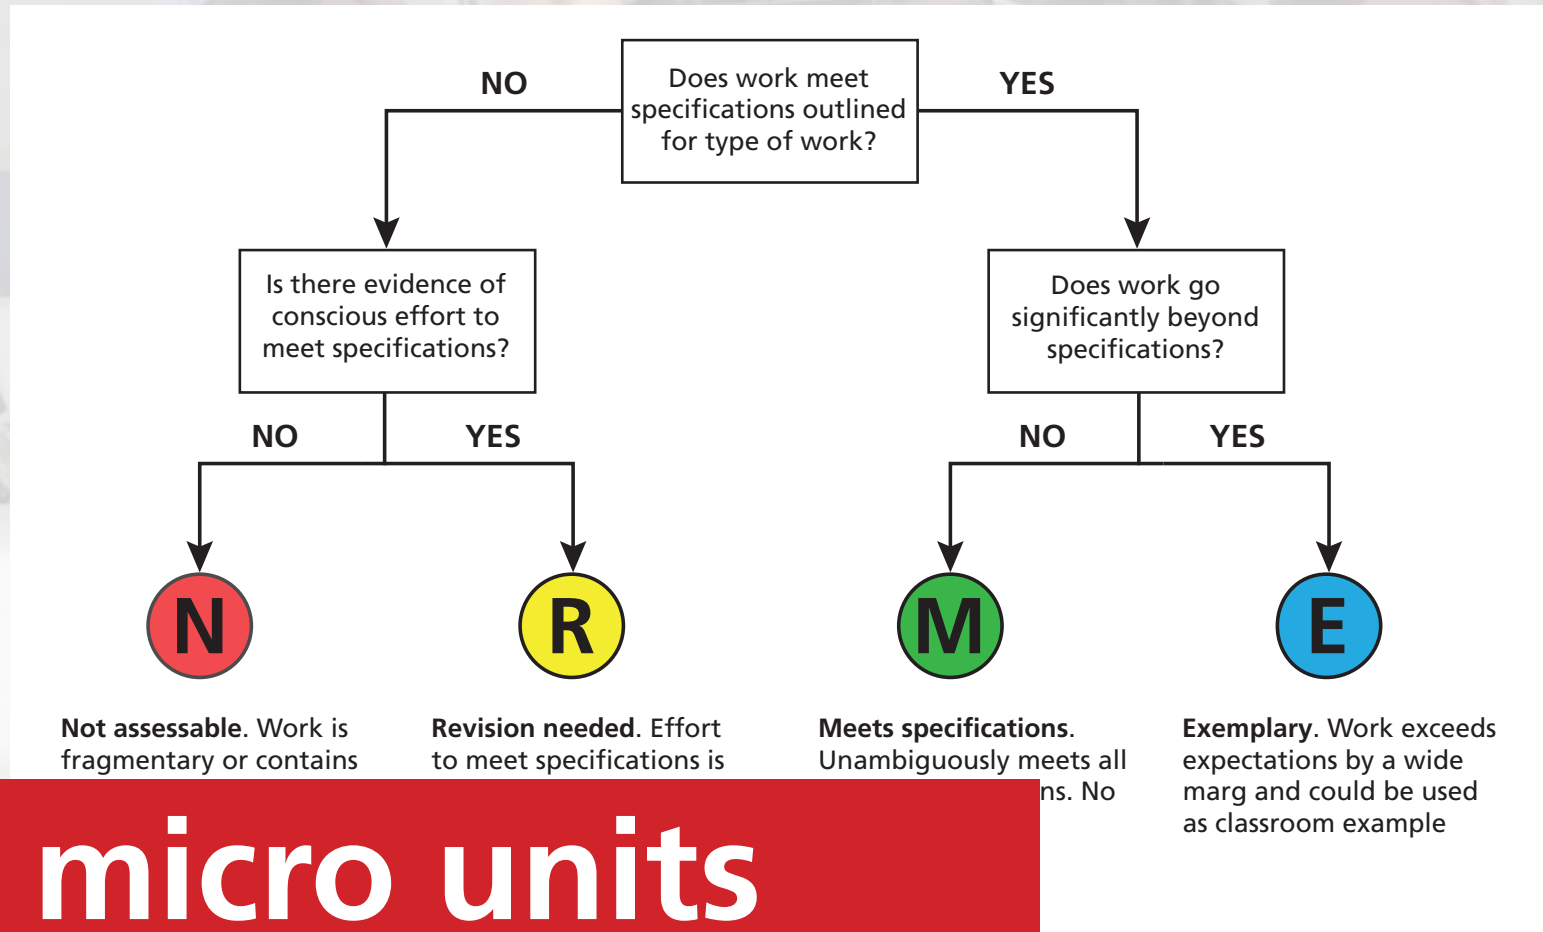 NO
Does work meet
specifications outlined
for type of work?
YES
Is there evidence of
conscious effort to
meet specifications?
Does work go
significantly beyond
specifications?
NO
YES
NO
YES
N
R
M
E
Not assessable. Work is
fragmentary or contains
Revision needed. Effort
to meet specifications is
Meets specifications.
Unambiguously meets all
ns. No
Exemplary. Work exceeds
expectations by a wide
marg and could be used
as classroom example
micro units